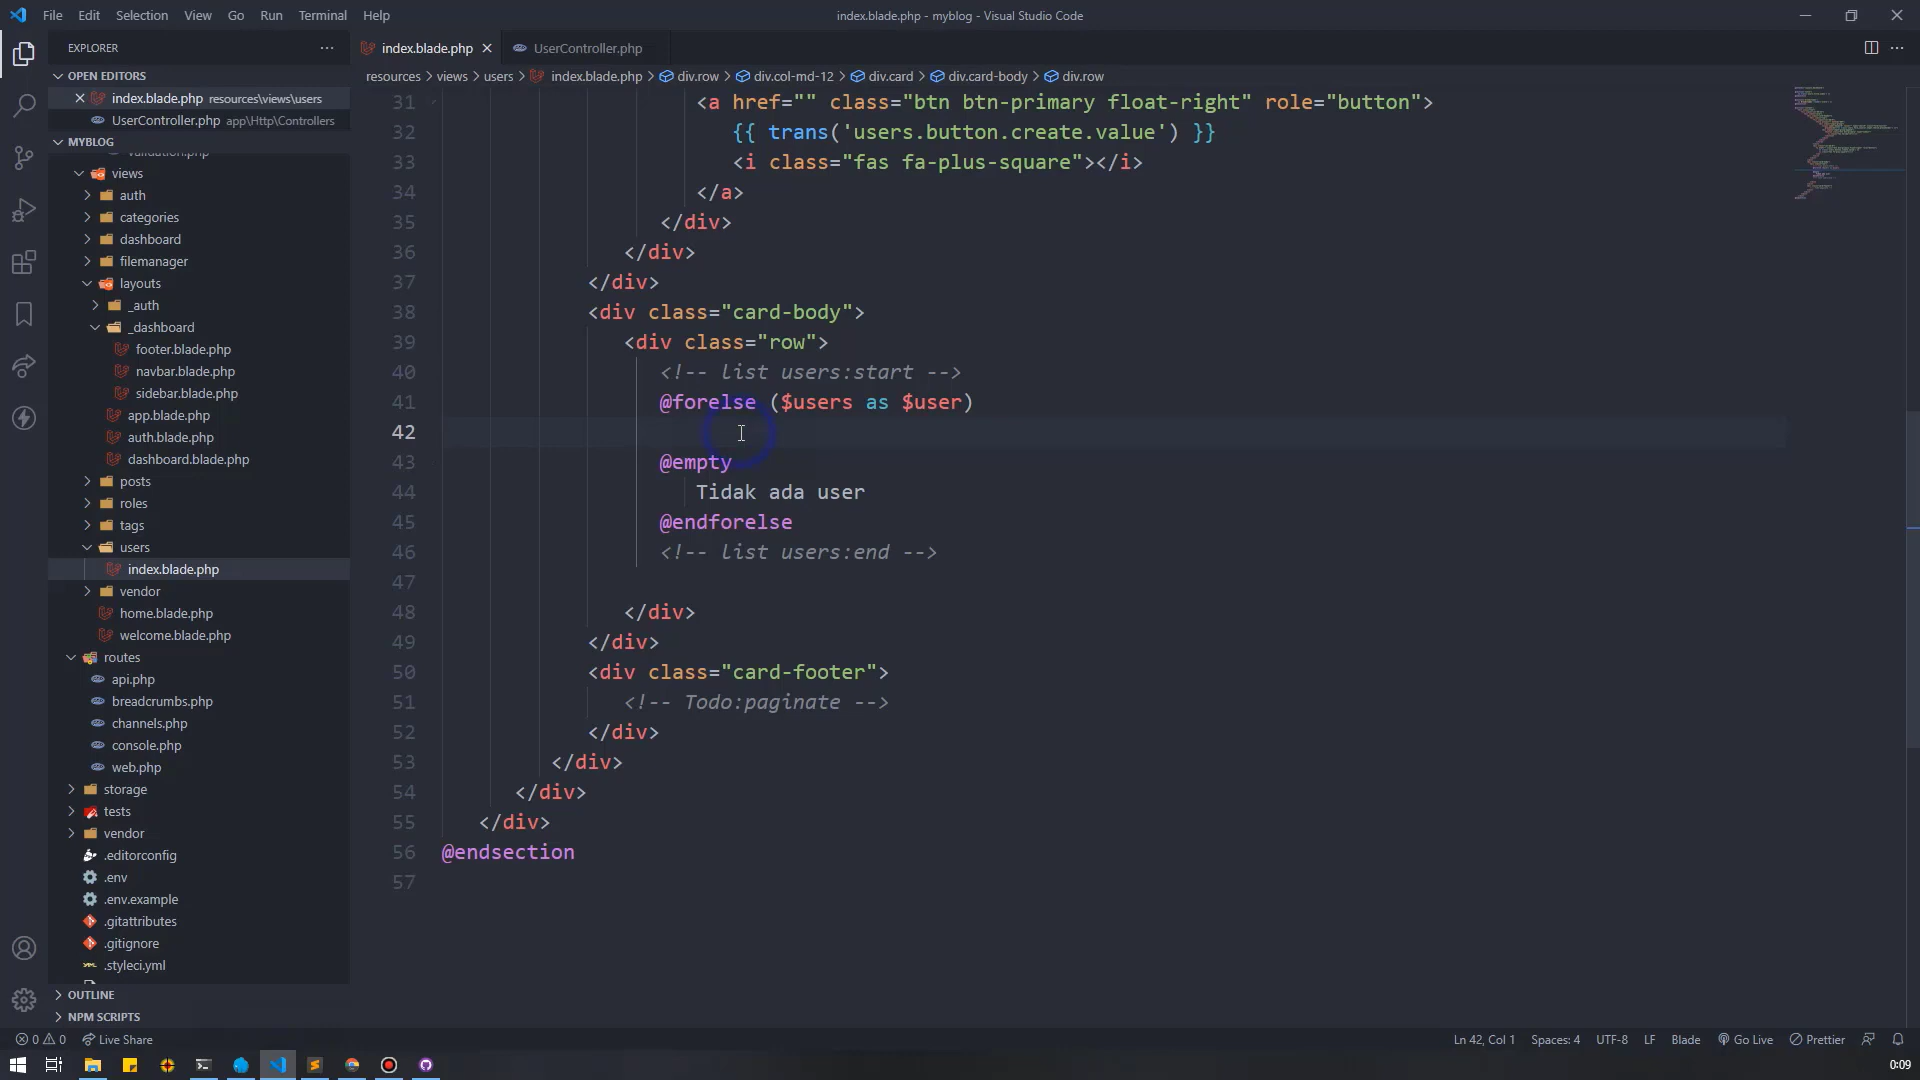 File Edit Selection View Go Run Terminal Help
index.blade.php - myblog - Visual Studio Code
EXPLORER
OPEN EDITORS
index.blade.php resources\views\users
UserController.php app\Http\Controllers
MYBLOG
validation.php
views
auth
categories
dashboard
filemanager
layouts
_auth
_dashboard
footer.blade.php
navbar.blade.php
sidebar.blade.php
app.blade.php
auth.blade.php
dashboard.blade.php
posts
roles
tags
users
index.blade.php
vendor
home.blade.php
welcome.blade.php
routes
api.php
breadcrumbs.php
channels.php
console.php
web.php
storage
tests
vendor
.editorconfig
.env
.env.example
.gitattributes
.gitignore
.styleci.yml
OUTLINE
NPM SCRIPTS
index.blade.php UserController.php
resources > views > users > index.blade.php > div.row > div.col-md-12 > div.card > div.card-body > div.row
31 <a href="" class="btn btn-primary float-right" role="button">
32 {{ trans('users.button.create.value') }}
33 <i class="fas fa-plus-square"></i>
34 </a>
35 </div>
36 </div>
37 </div>
38 <div class="card-body">
39 <div class="row">
40 <!-- list users:start -->
41 @forelse ($users as $user)
42
43 @empty
44 Tidak ada user
45 @endforelse
46 <!-- list users:end -->
47
48 </div>
49 </div>
50 <div class="card-footer">
51 <!-- Todo:paginate -->
52 </div>
53 </div>
54 </div>
55 </div>
56 @endsection
57
0 0 Live Share
Ln 42, Col 1 Spaces: 4 UTF-8 LF Blade Go Live Prettier
0:09